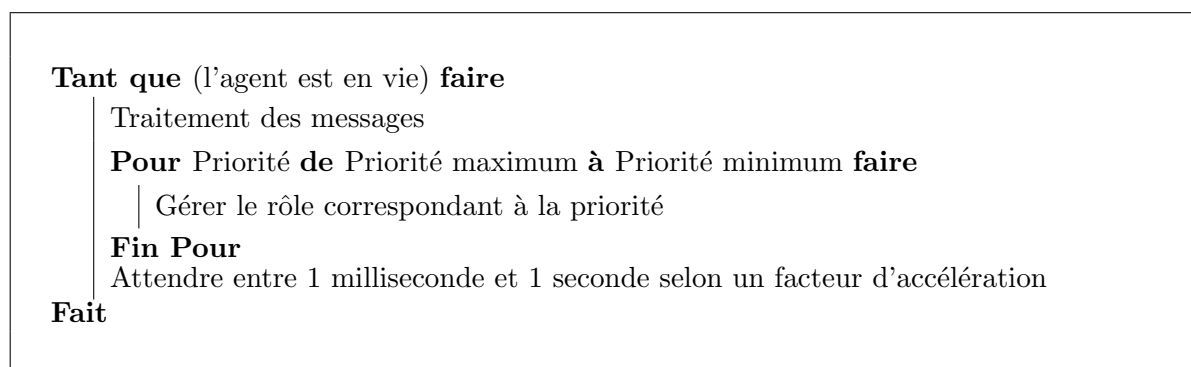 Tant que (l'agent est en vie) faire
Traitement des messages
Pour Priorité de Priorité maximum à Priorité minimum faire
Gérer le rôle correspondant à la priorité
Fin Pour
Attendre entre 1 milliseconde et 1 seconde selon un facteur d'accélération
Fait